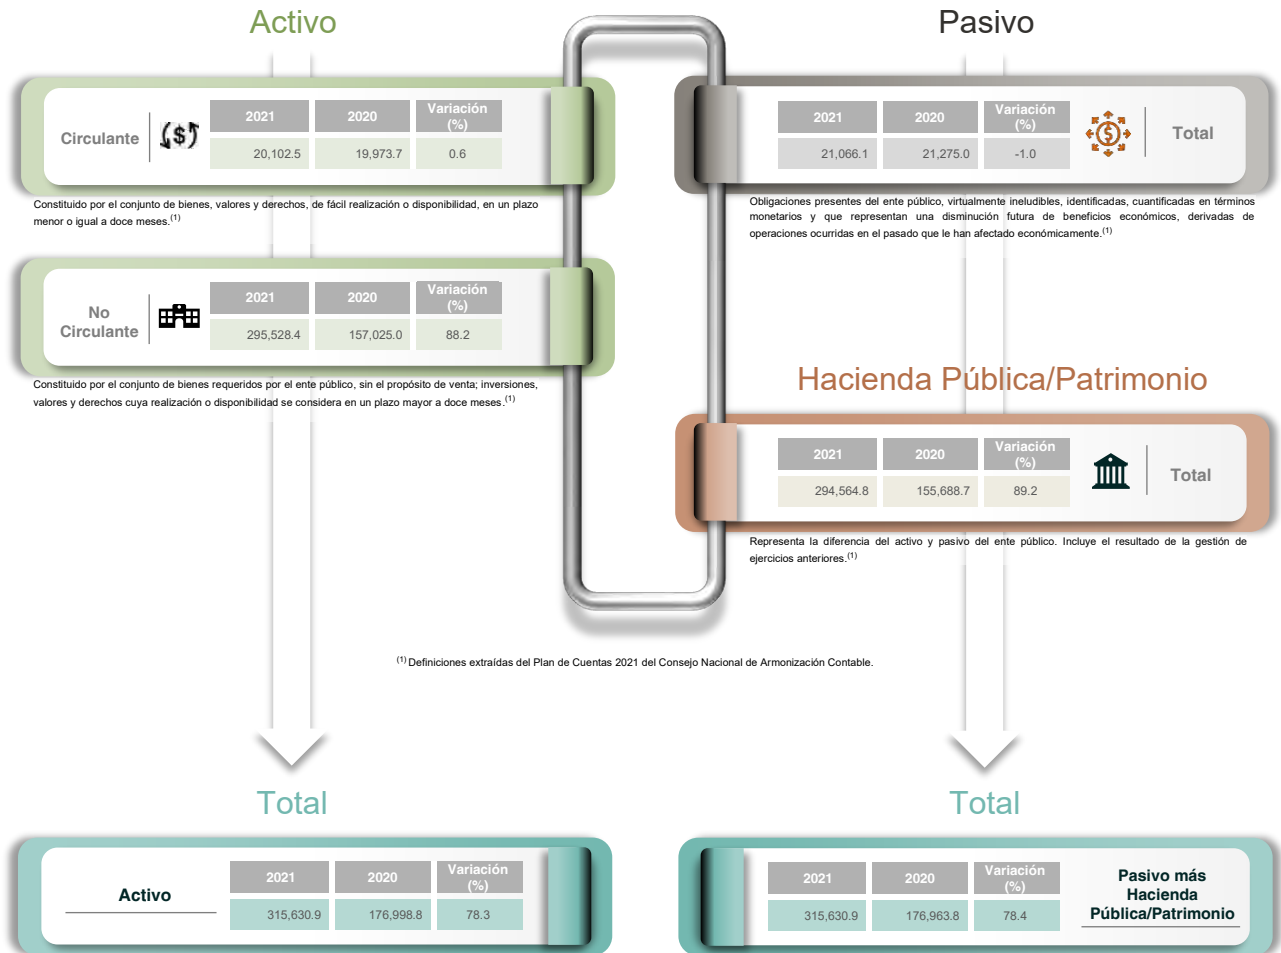 Activo
Circulante
2021 2020 Variación (%)
20,102.5 19,973.7 0.6
Constituido por el conjunto de bienes, valores y derechos, de fácil realización o disponibilidad, en un plazo
menor o igual a doce meses.(1)
No
Circulante
2021 2020 Variación (%)
295,528.4 157,025.0 88.2
Constituido por el conjunto de bienes requeridos por el ente público, sin el propósito de venta; inversiones,
valores y derechos cuya realización o disponibilidad se considera en un plazo mayor a doce meses.(1)
Pasivo
2021 2020 Variación (%)
21,066.1 21,275.0 -1.0
Total
Obligaciones presentes del ente público, virtualmente ineludibles, identificadas, cuantificadas en términos
monetarios y que representan una disminución futura de beneficios económicos, derivadas de
operaciones ocurridas en el pasado que le han afectado económicamente.(1)
Hacienda Pública/Patrimonio
2021 2020 Variación (%)
294,564.8 155,688.7 89.2
Total
Representa la diferencia del activo y pasivo del ente público. Incluye el resultado de la gestión de
ejercicios anteriores.(1)
(1) Definiciones extraídas del Plan de Cuentas 2021 del Consejo Nacional de Armonización Contable.
Total
Activo
2021 2020 Variación (%)
315,630.9 176,998.8 78.3
Total
2021 2020 Variación (%)
315,630.9 176,963.8 78.4
Pasivo más
Hacienda
Pública/Patrimonio